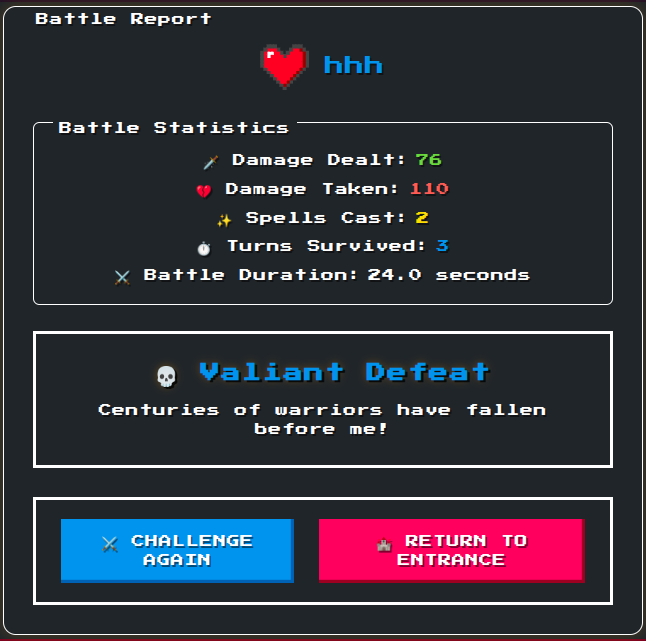 Battle Report
hhh
Battle Statistics
Damage Dealt: 76
Damage Taken: 110
Spells Cast: 2
Turns Survived: 3
Battle Duration: 24.0 seconds
Valiant Defeat
Centuries of warriors have fallen
before me!
CHALLENGE
AGAIN
RETURN TO
ENTRANCE